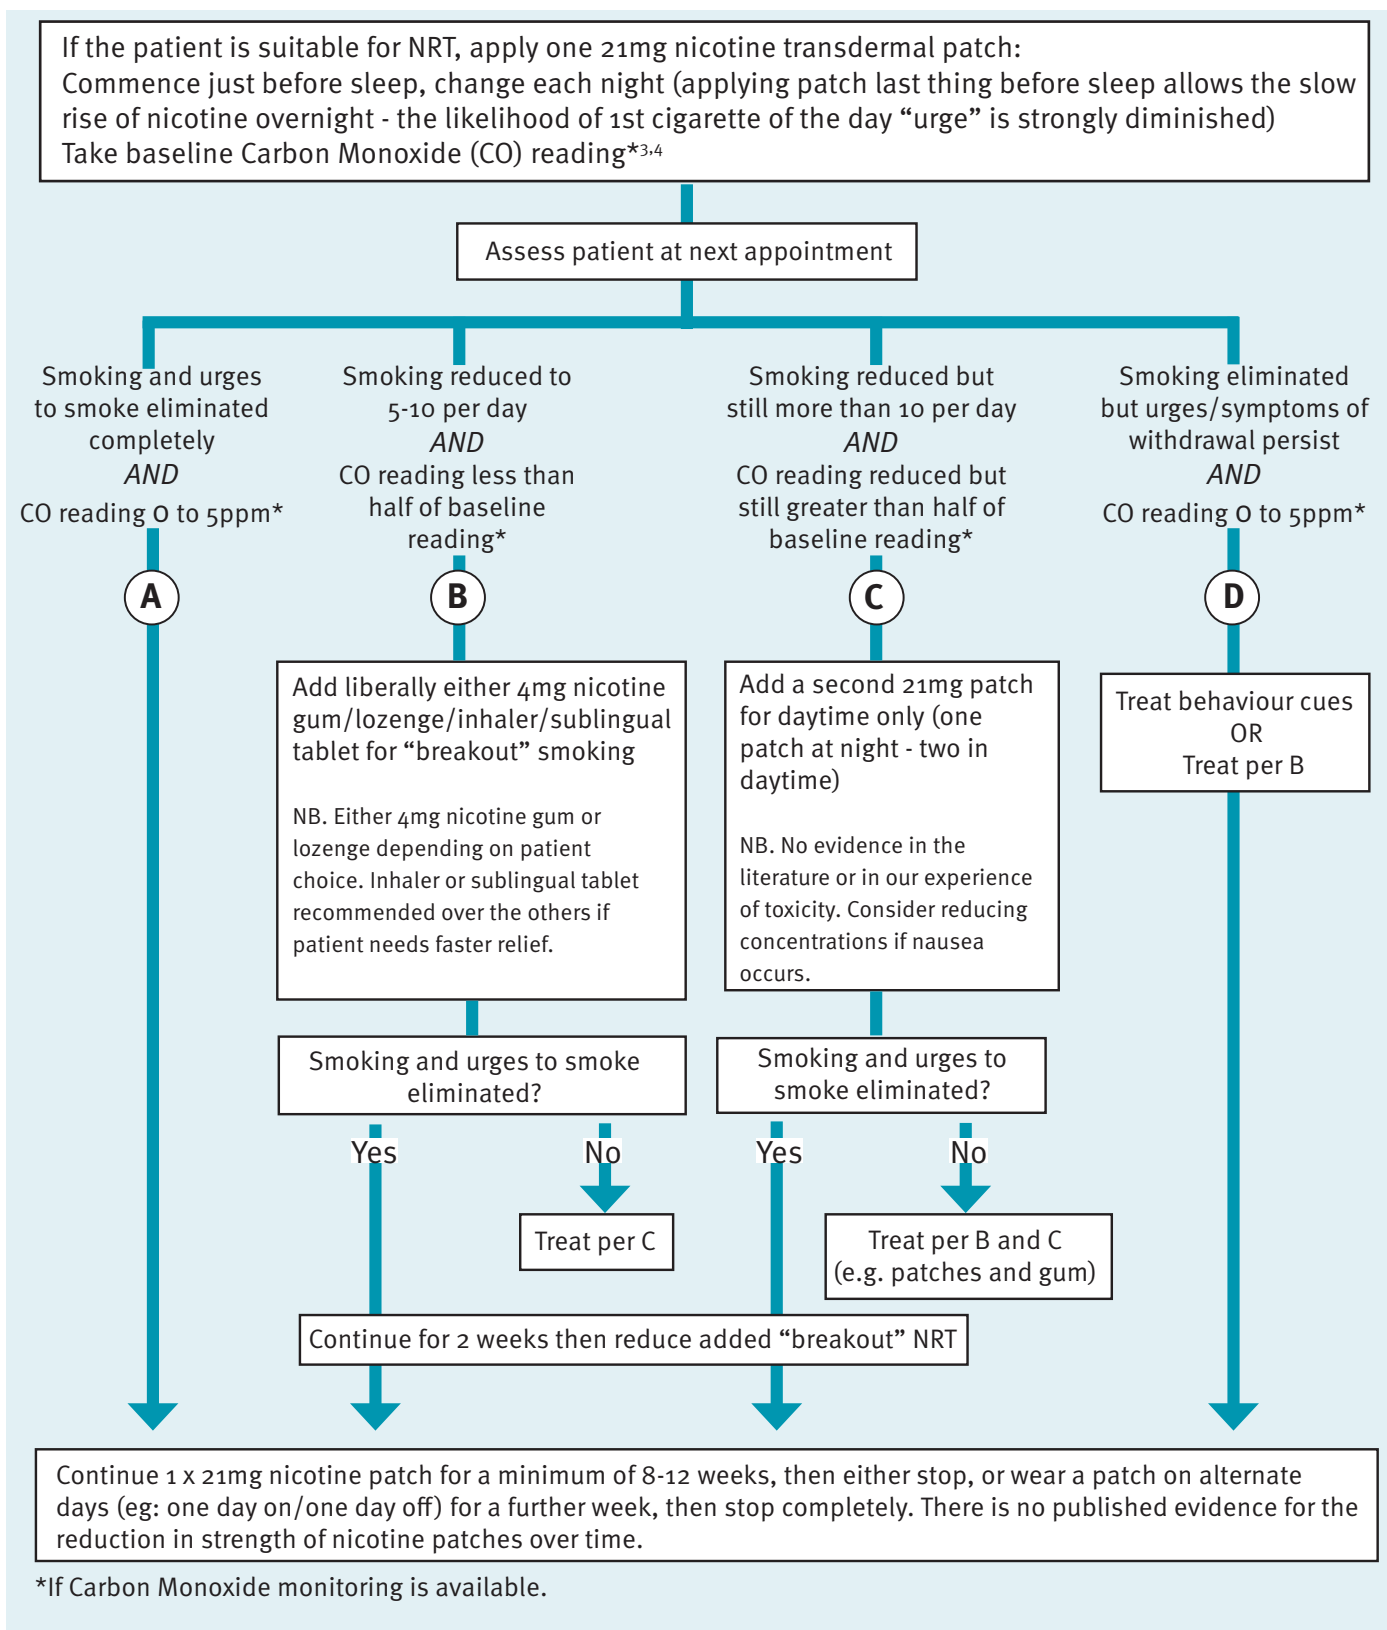 If the patient is suitable for NRT, apply one 21mg nicotine transdermal patch:
Commence just before sleep, change each night (applying patch last thing before sleep allows the slow
rise of nicotine overnight - the likelihood of 1st cigarette of the day “urge” is strongly diminished)
Take baseline Carbon Monoxide (CO) reading*3,4
Assess patient at next appointment
Smoking and urges
to smoke eliminated
completely
AND
CO reading 0 to 5ppm*
A
Smoking reduced to
5-10 per day
AND
CO reading less than
half of baseline
reading*
B
Add liberally either 4mg nicotine
gum/lozenge/inhaler/sublingual
tablet for “breakout” smoking
NB. Either 4mg nicotine gum or
lozenge depending on patient
choice. Inhaler or sublingual tablet
recommended over the others if
patient needs faster relief.
Smoking and urges to smoke
eliminated?
Yes
No
Treat per C
Smoking reduced but
still more than 10 per day
AND
CO reading reduced but
still greater than half of
baseline reading*
C
Add a second 21mg patch
for daytime only (one
patch at night - two in
daytime)
NB. No evidence in the
literature or in our experience
of toxicity. Consider reducing
concentrations if nausea
occurs.
Smoking and urges to
smoke eliminated?
Yes
No
Treat per B and C
(e.g. patches and gum)
Smoking eliminated
but urges/symptoms of
withdrawal persist
AND
CO reading 0 to 5ppm*
D
Treat behaviour cues
OR
Treat per B
Continue for 2 weeks then reduce added “breakout” NRT
Continue 1 x 21mg nicotine patch for a minimum of 8-12 weeks, then either stop, or wear a patch on alternate
days (eg: one day on/one day off) for a further week, then stop completely. There is no published evidence for the
reduction in strength of nicotine patches over time.
*If Carbon Monoxide monitoring is available.